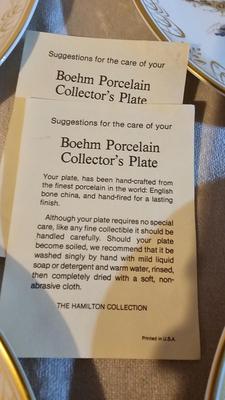 Suggestions for the care of your
Boehm Porcelain
Collector's Plate
Suggestions for the care of your
Boehm Porcelain
Collector's Plate
Your plate, has been hand-crafted from
the finest porcelain in the world: English
bone china, and hand-fired for a lasting
finish.
Although your plate requires no special
care, like any fine collectible it should be
handled carefully. Should your plate
become soiled, we recommend that it be
washed singly by hand with mild liquid
soap or detergent and warm water, rinsed,
then completely dried with a soft, non-
abrasive cloth.
THE HAMILTON COLLECTION
Printed in U.S.A.